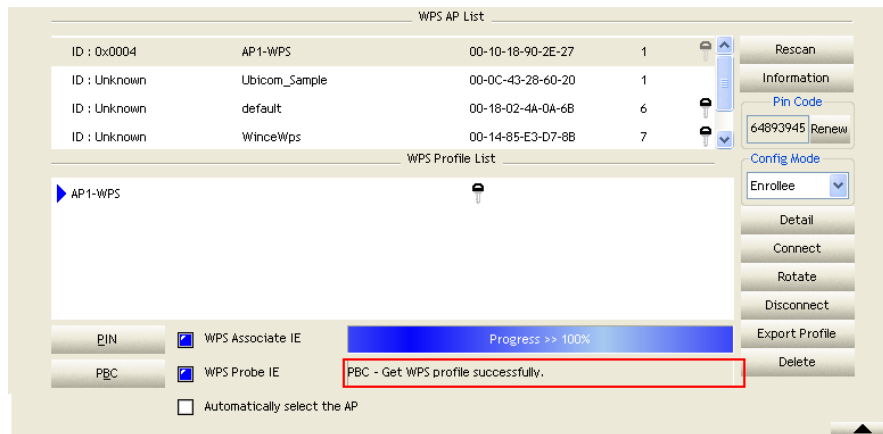 WPS AP List
ID : 0x0004 AP1-WPS 00-10-18-90-2E-27 1
ID : Unknown Ubicom_Sample 00-0C-43-28-60-20 1
ID : Unknown default 00-18-02-4A-0A-6B 6
ID : Unknown WinceWps 00-14-85-E3-D7-8B 7
Rescan
Information
Pin Code
64893945 Renew
Config Mode
Enrollee
WPS Profile List
AP1-WPS
Detail
Connect
Rotate
Disconnect
Export Profile
Delete
PIN WPS Associate IE Progress >> 100%
PBC WPS Probe IE PBC - Get WPS profile successfully.
Automatically select the AP